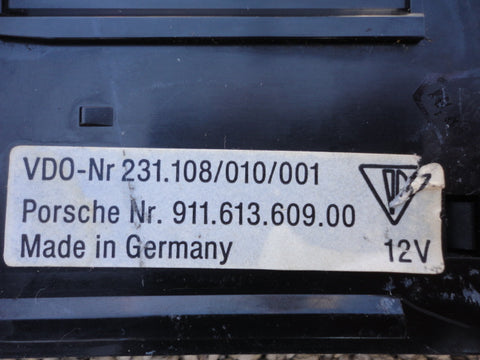 VDO-Nr 231.108/010/001
Porsche Nr. 911.613.609.00
Made in Germany
12V